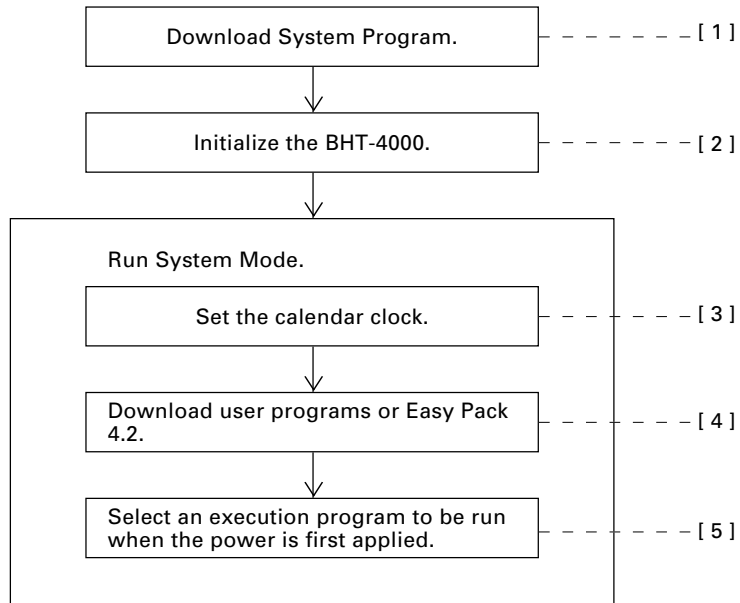 Download System Program.
[ 1 ]
Initialize the BHT-4000.
[ 2 ]
Run System Mode.
Set the calendar clock.
[ 3 ]
Download user programs or Easy Pack
4.2.
[ 4 ]
Select an execution program to be run
when the power is first applied.
[ 5 ]